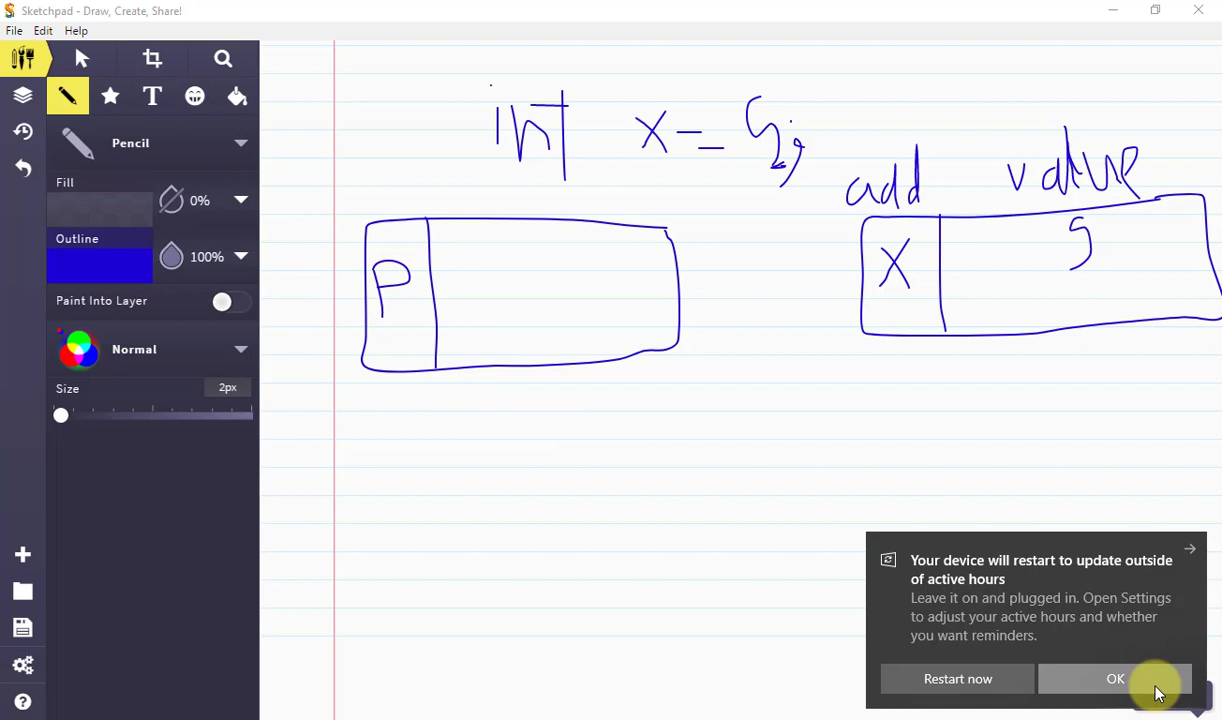 Sketchpad - Draw, Create, Share!
File Edit Help
Pencil
Fill
0%
Outline
100%
Paint Into Layer
Normal
Size
2px
int x = 5;
add value
P
X 5
Your device will restart to update outside
of active hours
Leave it on and plugged in. Open Settings
to adjust your active hours and whether
you want reminders.
Restart now
OK